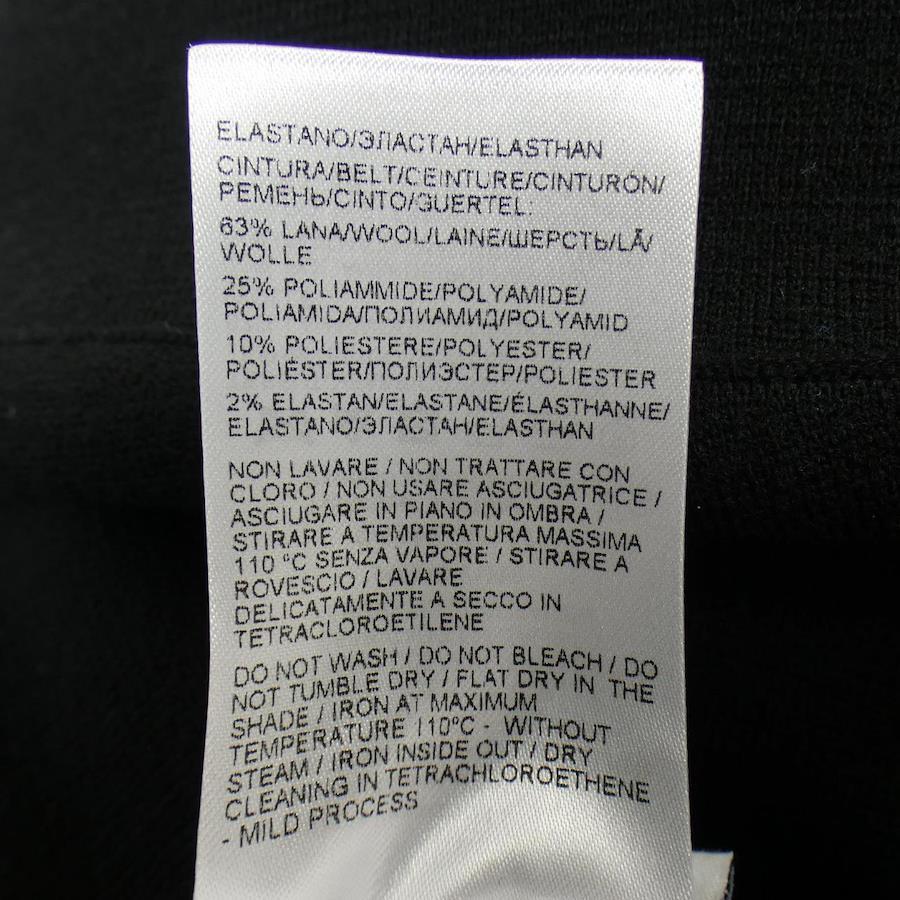 ELASTANO/ЭЛАСТАН/ELASTHAN
CINTURA/BELT/CEINTURE/CINTURÓN/
РЕМЕНЬ/CINTO/GUERTEL:
63% LANA/WOOL/LAINE/ШЕРСТЬ/LÃ/
WOLLE
25% POLIAMMIDE/POLYAMIDE/
POLIAMIDA/ПОЛИАМИД/POLYAMID
10% POLIESTERE/POLYESTER/
POLIÉSTER/ПОЛИЭСТЕР/POLIESTER
2% ELASTAN/ELASTANE/ÉLASTHANNE/
ELASTANO/ЭЛАСТАН/ELASTHAN
NON LAVARE / NON TRATTARE CON
CLORO / NON USARE ASCIUGATRICE /
ASCIUGARE IN PIANO IN OMBRA /
STIRARE A TEMPERATURA MASSIMA
110 °C SENZA VAPORE / STIRARE A
ROVESCIO / LAVARE
DELICATAMENTE A SECCO IN
TETRACLOROETILENE
DO NOT WASH / DO NOT BLEACH / DO
NOT TUMBLE DRY / FLAT DRY IN THE
SHADE / IRON AT MAXIMUM
TEMPERATURE 110°C - WITHOUT
STEAM / IRON INSIDE OUT / DRY
CLEANING IN TETRACHLOROETHENE
- MILD PROCESS